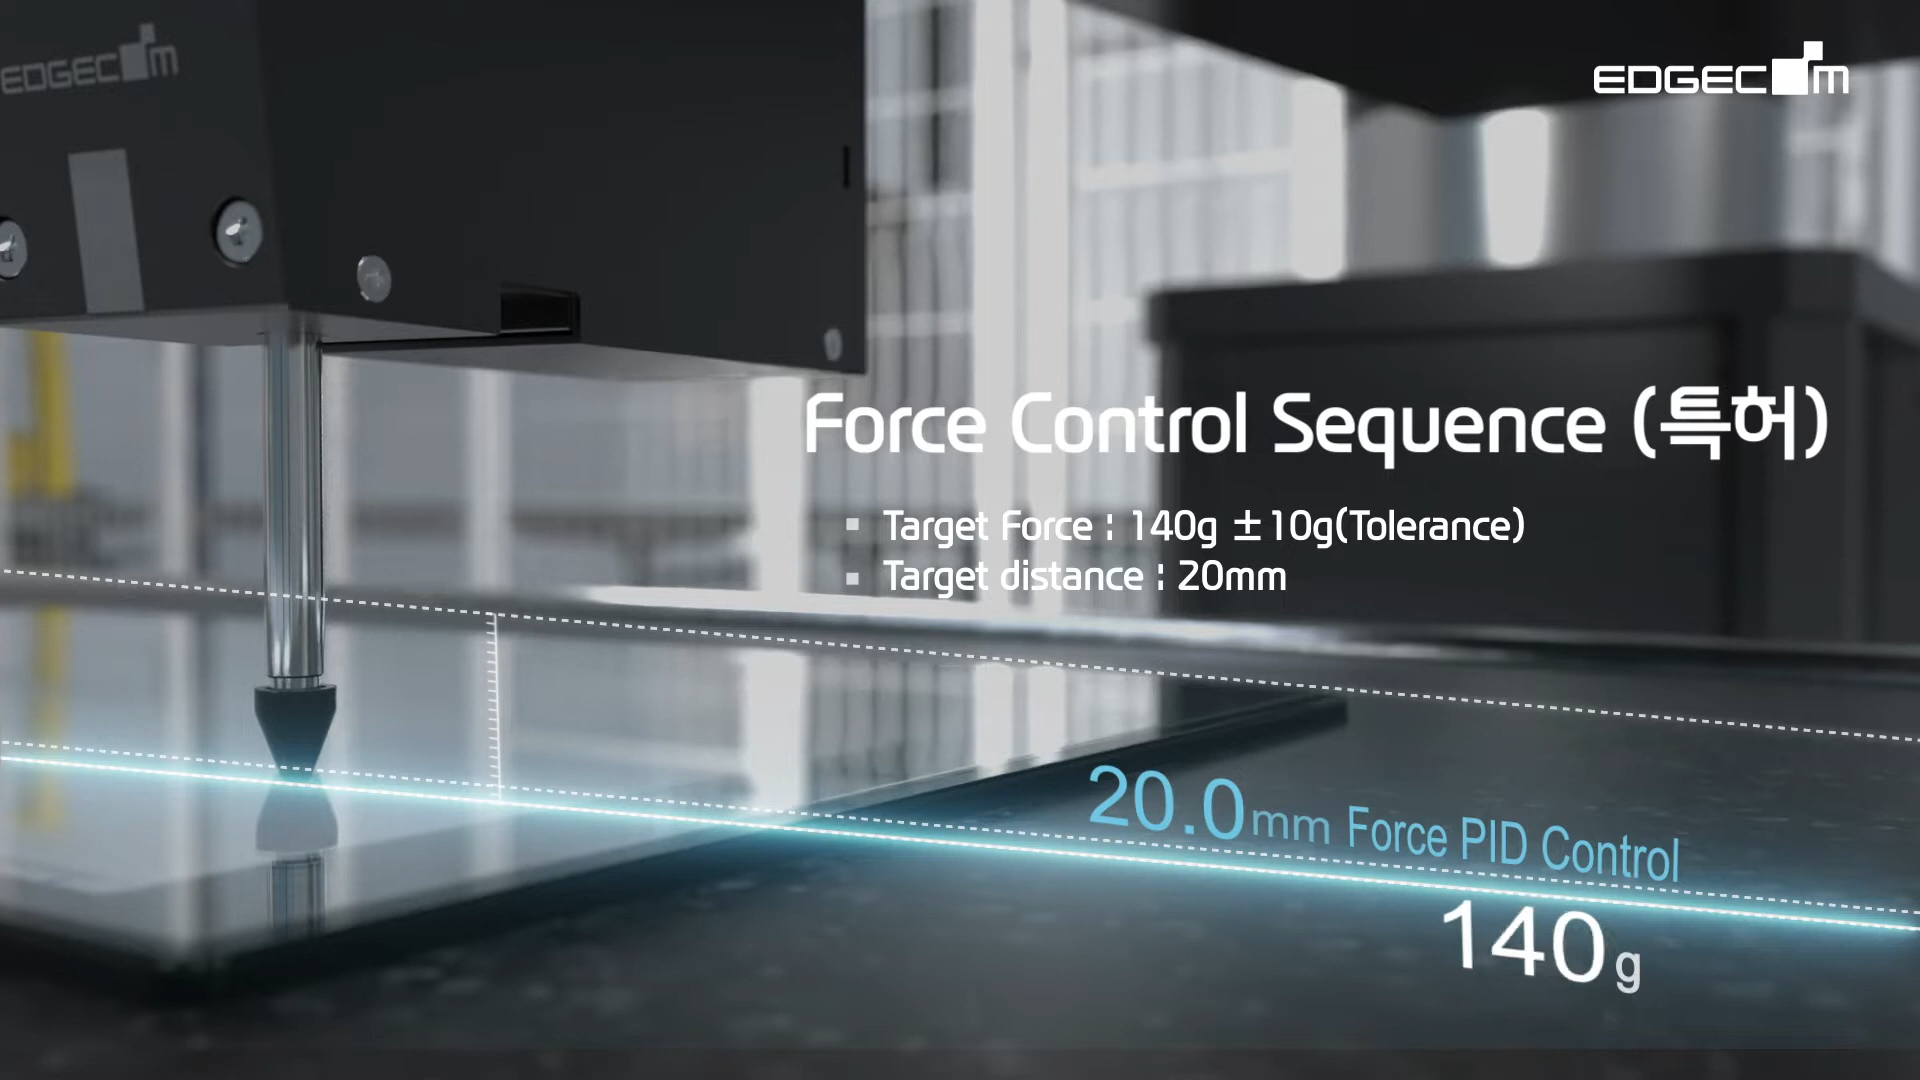 EDGECOM
EDGECOM
Force Control Sequence (특허)
▪ Target Force : 140g ±10g(Tolerance)
▪ Target distance : 20mm
20.0mm Force PID Control
140g